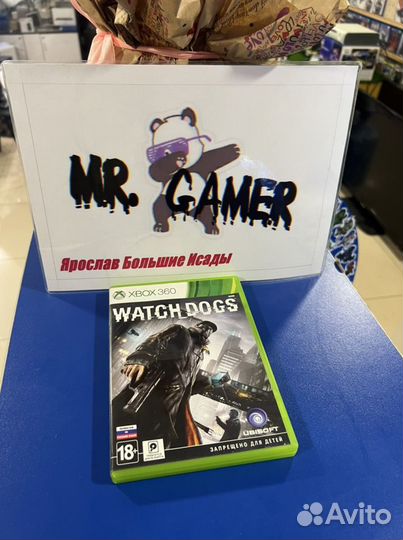 MR. GAMER
Ярослав Большие Исады
XBOX 360
WATCH DOGS
18+
UBISOFT
ЗАПРЕЩЕНО ДЛЯ ДЕТЕЙ
Avito